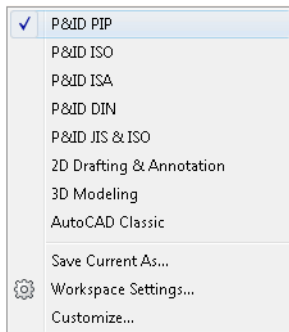 P&ID PIP
P&ID ISO
P&ID ISA
P&ID DIN
P&ID JIS & ISO
2D Drafting & Annotation
3D Modeling
AutoCAD Classic
Save Current As...
Workspace Settings...
Customize...